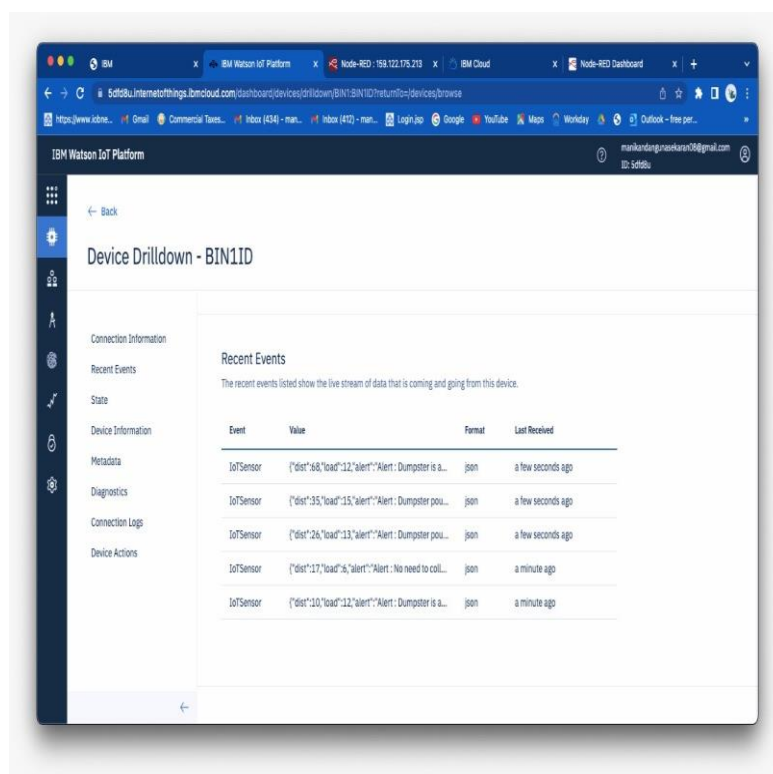 IBM x IBM Watson IoT Platform x Node-RED : 159.122.175.213 x IBM Cloud x Node-RED Dashboard x +
5dfd8u.internetofthings.ibmcloud.com/dashboard/devices/drilldown/BIN1:BIN1ID?returnTo=/devices/browse
https://www.icbne... Gmail Commercial Taxes... Inbox (434) - man... Inbox (412) - man... Login.jsp Google YouTube Maps Workday Outlook – free per... »
IBM Watson IoT Platform
manikandangunasekaran08@gmail.com
ID: 5dfd8u
← Back
Device Drilldown - BIN1ID
Connection Information
Recent Events
State
Device Information
Metadata
Diagnostics
Connection Logs
Device Actions
Recent Events
The recent events listed show the live stream of data that is coming and going from this device.
Event Value Format Last Received
IoTSensor {"dist":68,"load":12,"alert":"Alert : Dumpster is a... json a few seconds ago
IoTSensor {"dist":35,"load":15,"alert":"Alert : Dumpster pou... json a few seconds ago
IoTSensor {"dist":26,"load":13,"alert":"Alert : Dumpster pou... json a few seconds ago
IoTSensor {"dist":17,"load":6,"alert":"Alert : No need to coll... json a minute ago
IoTSensor {"dist":10,"load":12,"alert":"Alert : Dumpster is a... json a minute ago